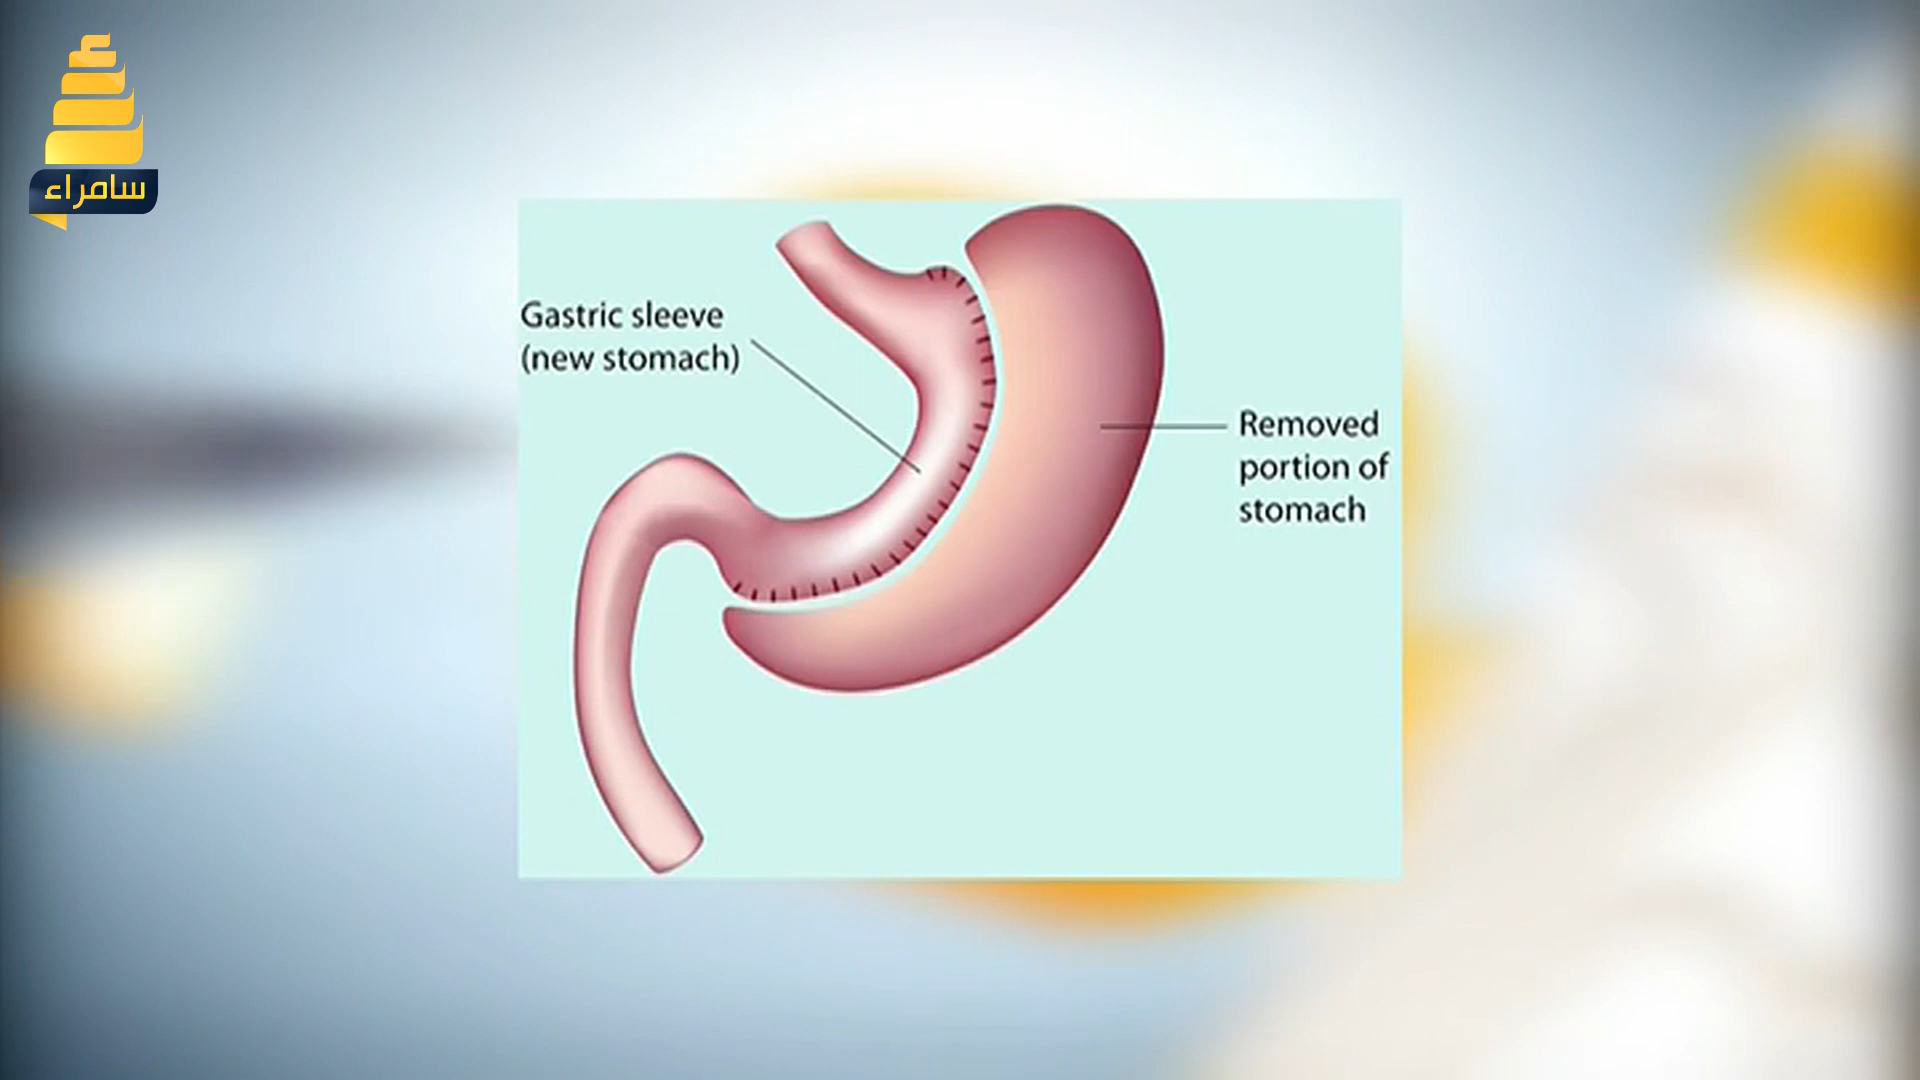 سامراء
Gastric sleeve
(new stomach)
Removed
portion of
stomach